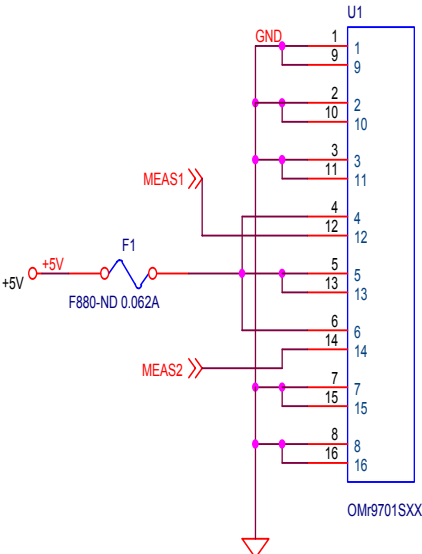 U1
GND
1 1
9 9
2 2
10 10
3 3
11 11
MEAS1
4 4
12 12
F1
+5V
+5V
5 5
13 13
F880-ND 0.062A
6 6
14 14
MEAS2
7 7
15 15
8 8
16 16
OMr9701SXX